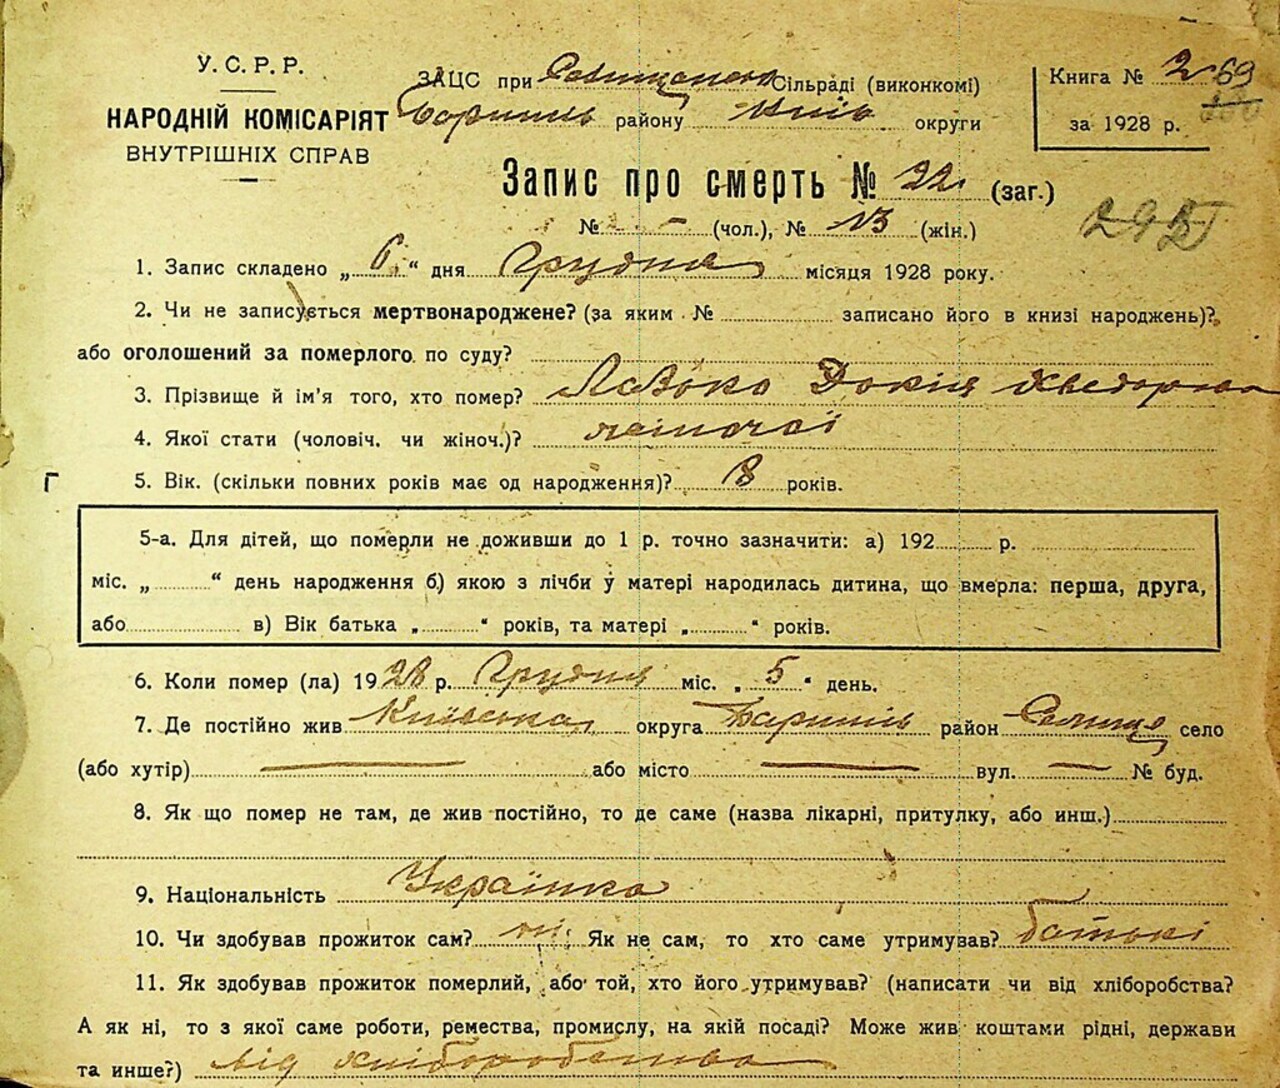 У.С.Р.Р.
НАРОДНІЙ КОМІСАРІЯТ
ВНУТРІШНІХ СПРАВ
ЗАЦС при Селищанській Сільраді (виконкомі)
Баришів району Київ округи
Книга № 2 69
за 1928 р.
Запис про смерть № 22 (заг.)
№ - (чол.), № 13 (жін.)
1. Запис складено „ 6 “ дня Грудня місяця 1928 року.
2. Чи не записується мертвонароджене? (за яким № записано його в книзі народжень)?
або оголошений за померлого по суду?
3. Прізвище й ім'я того, хто помер? Докія
4. Якої стати (чоловіч. чи жіноч.)? жіночої
5. Вік. (скільки повних років має од народження)? 8 років.
5-а. Для дітей, що померли не доживши до 1 р. точно зазначити: а) 192 р.
міс. „ “ день народження б) якою з лічби у матері народилась дитина, що вмерла: перша, друга,
або в) Вік батька „ “ років, та матері „ “ років.
6. Коли помер (ла) 1928 р. Грудня міс. „ 5 “ день.
7. Де постійно жив Київська округа Баришів район Селище село
(або хутір) — або місто — вул. — № буд.
8. Як що помер не там, де жив постійно, то де саме (назва лікарні, притулку, або инш.)
9. Національність Українка
10. Чи здобував прожиток сам? ні; Як не сам, то хто саме утримував? батькі
11. Як здобував прожиток померлий, або той, хто його утримував? (написати чи від хліборобства?
А як ні, то з якої саме роботи, ремества, промислу, на якій посаді? Може жив коштами рідні, держави
та инше?) від хліборобства